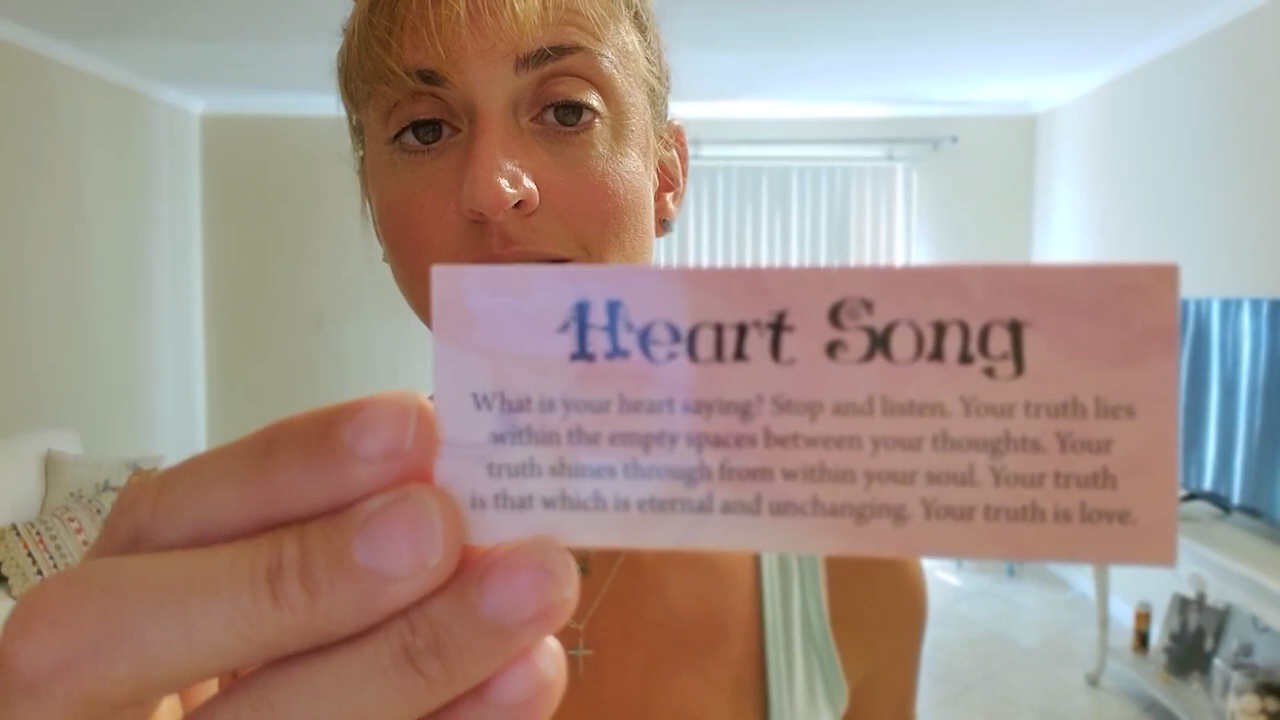 Heart Song
What is your heart saying? Stop and listen. Your truth lies
within the empty spaces between your thoughts. Your
truth shines through from within your soul. Your truth
is that which is eternal and unchanging. Your truth is love.